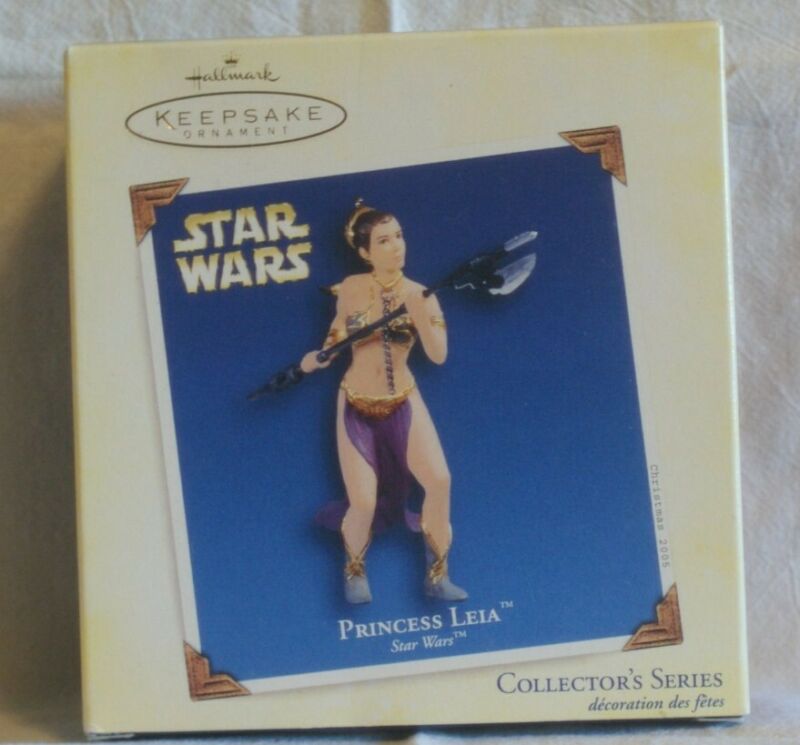 Hallmark
KEEPSAKE
ORNAMENT
STAR
WARS
Christmas 2005
PRINCESS LEIA™
Star Wars™
COLLECTOR'S SERIES
décoration des fêtes